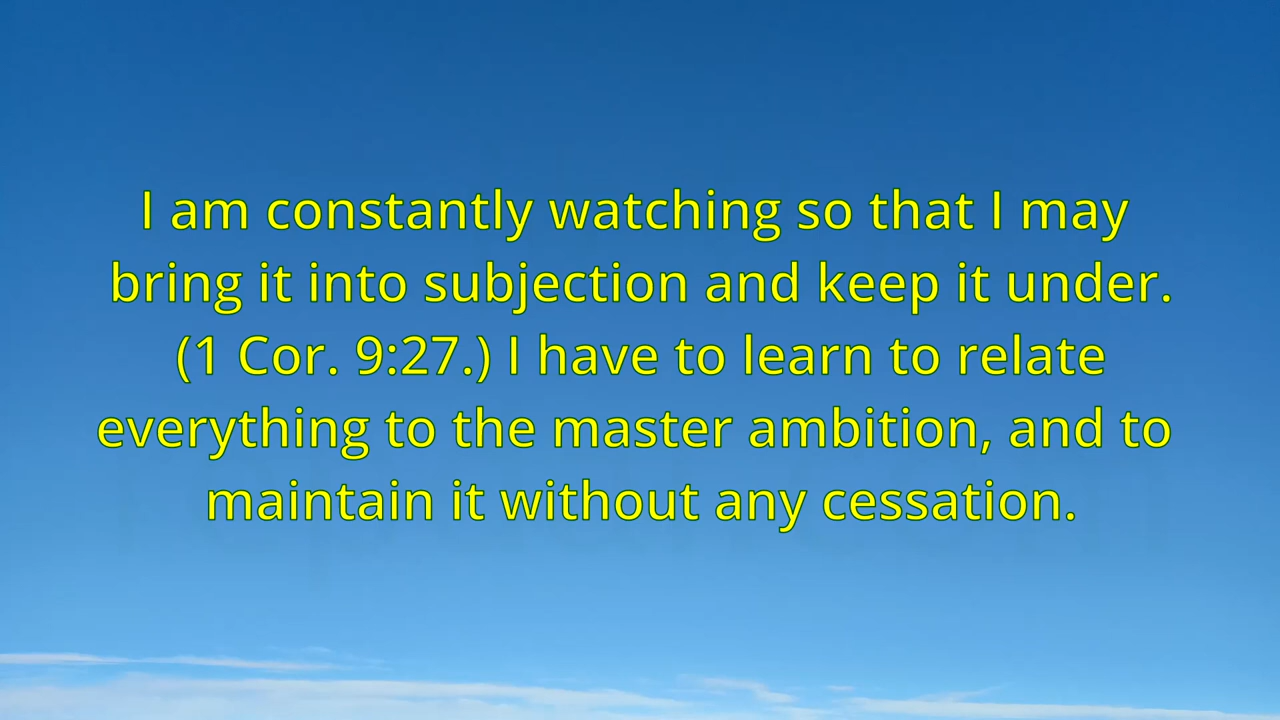 I am constantly watching so that I may
bring it into subjection and keep it under.
(1 Cor. 9:27.) I have to learn to relate
everything to the master ambition, and to
maintain it without any cessation.